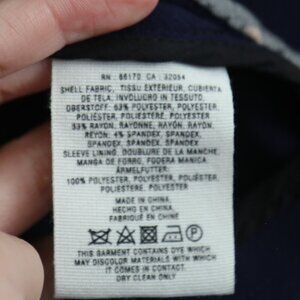 RN : 66170 CA : 32054
SHELL FABRIC, TISSU EXTÉRIEUR, CUBIERTA
DE TELA, INVOLUCRO IN TESSUTO,
OBERSTOFF: 63% POLYESTER, POLYESTER,
POLIÉSTER, POLIESTERE, POLYESTER
33% RAYON, RAYONNE, RAYÓN, RAYON,
RAYON; 4% SPANDEX, SPANDEX,
SPANDEX, SPANDEX, SPANDEX
SLEEVE LINING, DOUBLURE DE LA MANCHE,
MANGA DE FORRO, FODERA MANICA
ÄRMELFUTTER:
100% POLYESTER, POLYESTER, POLIÉSTER,
POLIESTERE, POLYESTER
MADE IN CHINA,
HECHO EN CHINA,
FABRIQUÉ EN CHINE
THIS GARMENT CONTAINS DYE WHICH
MAY DISCOLOR MATERIALS WITH WHICH
IT COMES IN CONTACT
DRY CLEAN ONLY